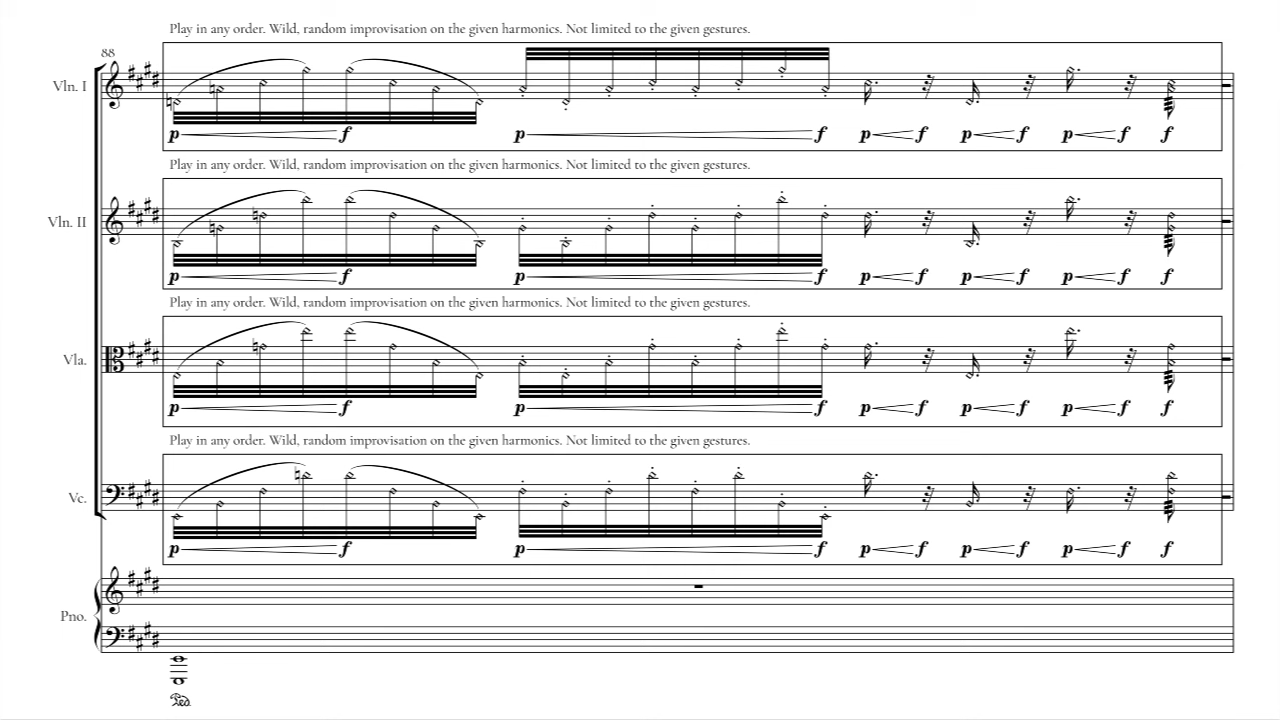 Play in any order. Wild, random improvisation on the given harmonics. Not limited to the given gestures.
88
Vln. I
p f p f p f p f p f f
Play in any order. Wild, random improvisation on the given harmonics. Not limited to the given gestures.
Vln. II
p f p f p f p f p f f
Play in any order. Wild, random improvisation on the given harmonics. Not limited to the given gestures.
Vla.
p f p f p f p f p f f
Play in any order. Wild, random improvisation on the given harmonics. Not limited to the given gestures.
Vc.
p f p f p f p f p f f
Pno.
Ped.